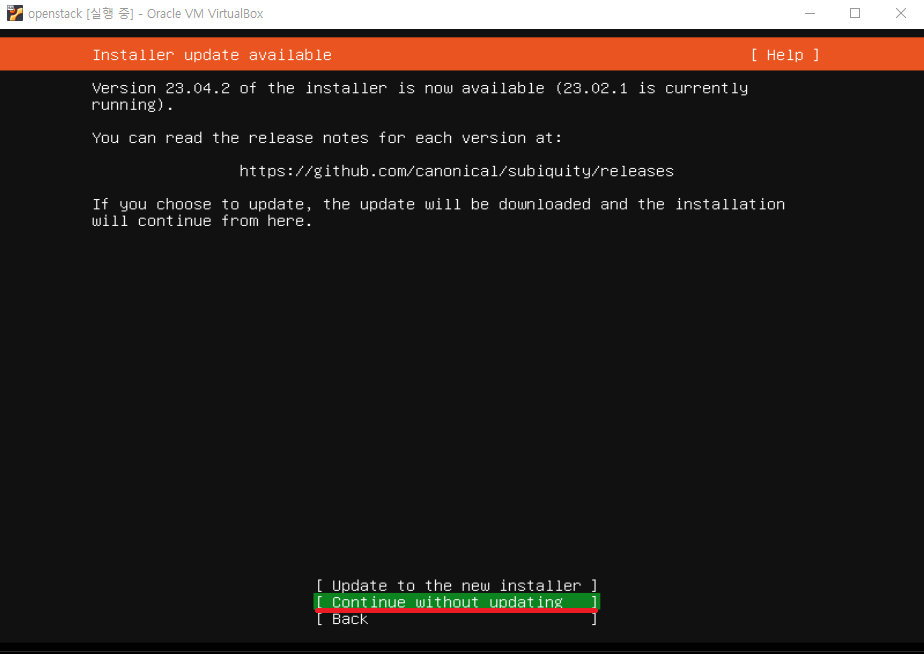 openstack [실행 중] - Oracle VM VirtualBox
Installer update available [ Help ]
Version 23.04.2 of the installer is now available (23.02.1 is currently
running).
You can read the release notes for each version at:
https://github.com/canonical/subiquity/releases
If you choose to update, the update will be downloaded and the installation
will continue from here.
[ Update to the new installer ]
[ Continue without updating ]
[ Back ]